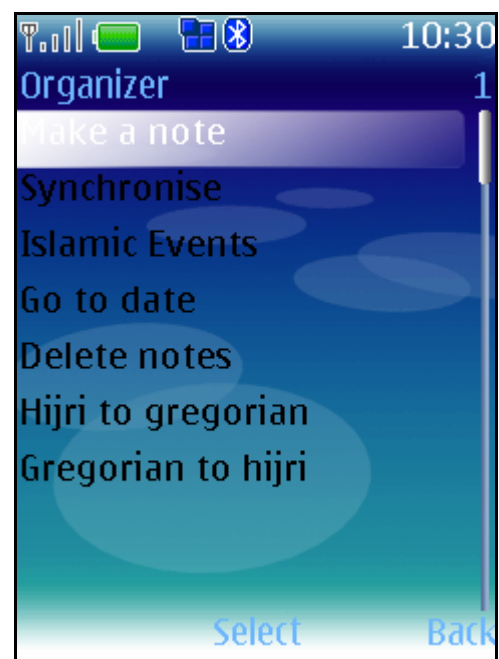 10:30
Organizer 1
Make a note
Synchronise
Islamic Events
Go to date
Delete notes
Hijri to gregorian
Gregorian to hijri
Select Back